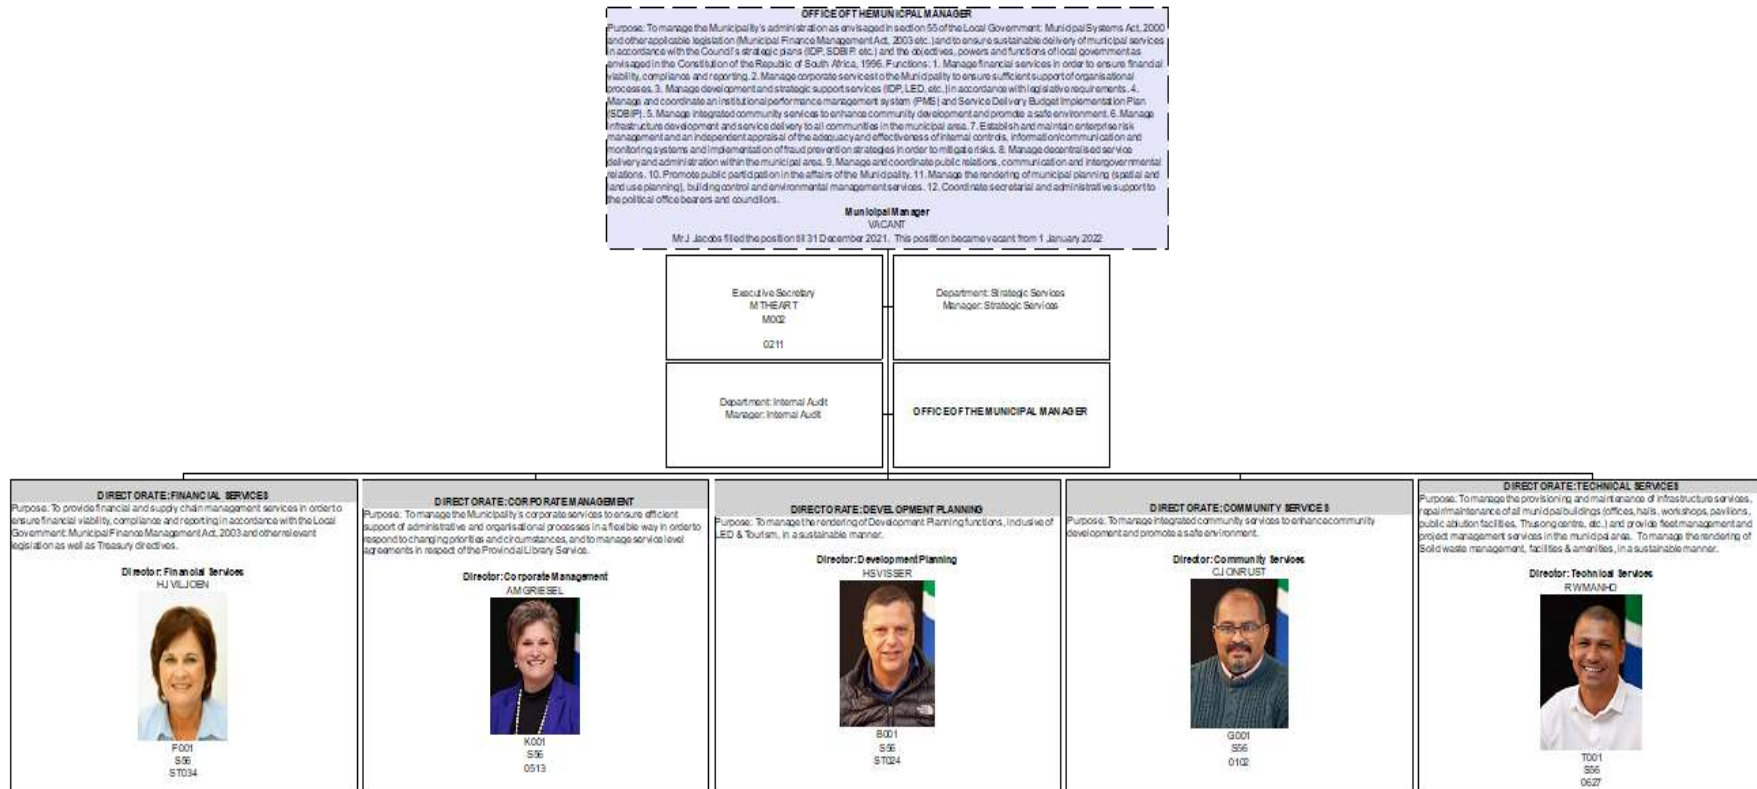 OFFICE OF THE MUNICPAL MANAGER
Purpose: To manage the Municipality's administration as envisaged in section 55 of the Local Government: Municipal Systems Act, 2000
and other applicable legislation (Municipal Finance Management Act, 2003 etc.) and to ensure sustainable delivery of municipal services
in accordance with the Council's strategic plans (IDP, SDBIP etc.) and the objectives, powers and functions of local government as
envisaged in the Constitution of the Republic of South Africa, 1996. Functions: 1. Manage financial services in order to ensure financial
viability, compliance and reporting. 2. Manage corporate services to the Municipality to ensure sufficient support of organisational
processes. 3. Manage development and strategic support services (IDP, LED, etc.) in accordance with legislative requirements. 4.
Manage and coordinate an institutional performance management system (PMS) and Service Delivery Budget Implementation Plan
(SDBIP). 5. Manage integrated community services to enhance community development and promote a safe environment. 6. Manage
infrastructure development and service delivery to all communities in the municipal area. 7. Establish and maintain enterprise risk
management and an independent appraisal of the adequacy and effectiveness of internal controls, information/communication and
monitoring systems and implementation of fraud prevention strategies in order to mitigate risks. 8. Manage decentralised service
delivery and administration within the municipal area. 9. Manage and coordinate public relations, communication and intergovernmental
relations. 10. Promote public participation in the affairs of the Municipality. 11. Manage the rendering of municipal planning (spatial and
land use planning), building control and environmental management services. 12. Coordinate secretarial and administrative support to
the political office bearers and councillors.
Municipal Manager
VACANT
Mr J Jacobs filled the position till 31 December 2021. This postition became vacant from 1 January 2022
Executive Secretary
M THEART
M002
0211
Department: Strategic Services
Manager: Strategic Services
Department: Internal Audit
Manager: Internal Audit
OFFICE OF THE MUNICIPAL MANAGER
DIRECTORATE: FINANCIAL SERVICES
Purpose: To provide financial and supply chain management services in order to
ensure financial viability, compliance and reporting in accordance with the Local
Government: Municipal Finance Management Act, 2003 and other relevant
legislation as well as Treasury directives.
Director: Financial Services
HJ VILJOEN
F001
S56
ST034
DIRECTORATE: CORPORATE MANAGEMENT
Purpose: To manage the Municipality's corporate services to ensure efficient
support of administrative and organisational processes in a flexible way in order to
respond to changing priorities and circumstances, and to manage service level
agreements in respect of the Provincial Library Service.
Director: Corporate Management
AM GRIESEL
K001
S56
0513
DIRECTORATE: DEVELOPMENT PLANNING
Purpose: To manage the rendering of Development Planning functions, inclusive of
LED & Tourism, in a sustainable manner.
Director: Development Planning
HS VISSER
B001
S56
ST024
DIRECTORATE: COMMUNITY SERVICES
Purpose: To manage integrated community services to enhance community
development and promote a safe environment.
Director: Community Services
CJ ONRUST
G001
S56
0102
DIRECTORATE: TECHNICAL SERVICES
Purpose: To manage the provisioning and maintenance of infrastructure services,
repair/maintenance of all municipal buildings (offices, halls, workshops, pavilions,
public ablution facilities, Thusong centre, etc.) and provide fleet management and
project management services in the municipal area. To manage the rendering of
Solid waste management, facilities & amenities, in a sustainable manner.
Director: Technical Services
RW MANHO
T001
S56
0627